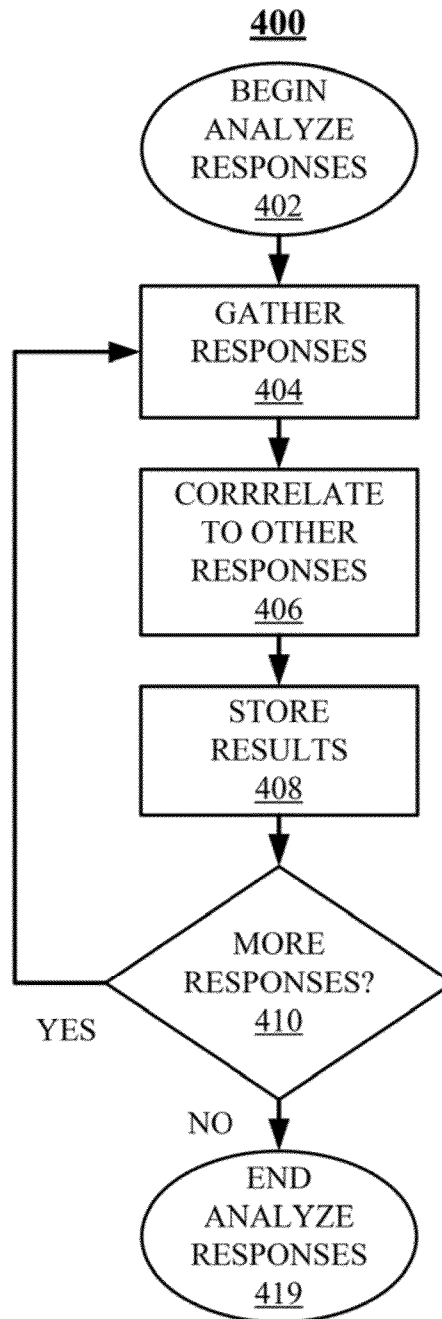 400
BEGIN
ANALYZE
RESPONSES
402
GATHER
RESPONSES
404
CORRRELATE
TO OTHER
RESPONSES
406
STORE
RESULTS
408
MORE
RESPONSES?
410
YES
NO
END
ANALYZE
RESPONSES
419